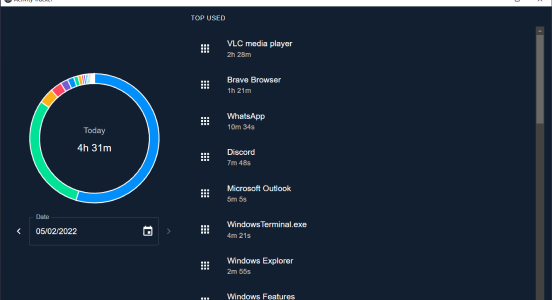 Activity Tracker
TOP USED
VLC media player
2h 28m
Brave Browser
1h 21m
WhatsApp
10m 34s
Discord
7m 48s
Microsoft Outlook
5m 5s
WindowsTerminal.exe
4m 21s
Windows Explorer
2m 55s
Windows Features
Today
4h 31m
Date
05/02/2022